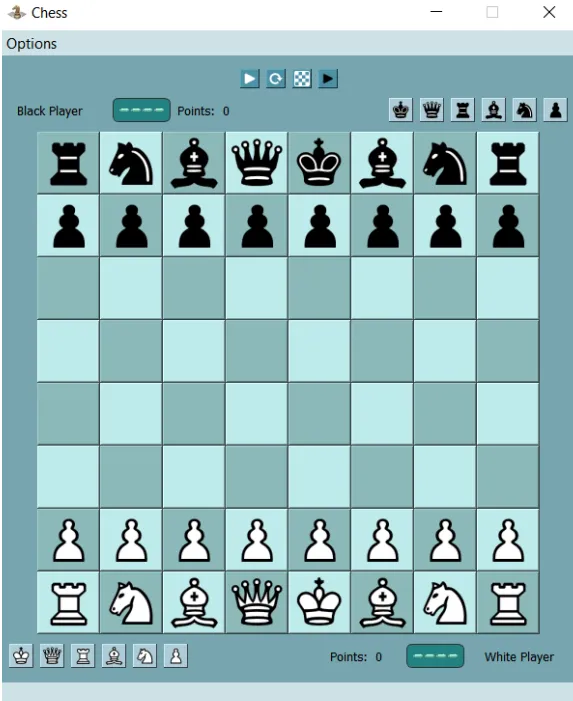 Chess
Options
Black Player ---- Points: 0
Points: 0 ---- White Player